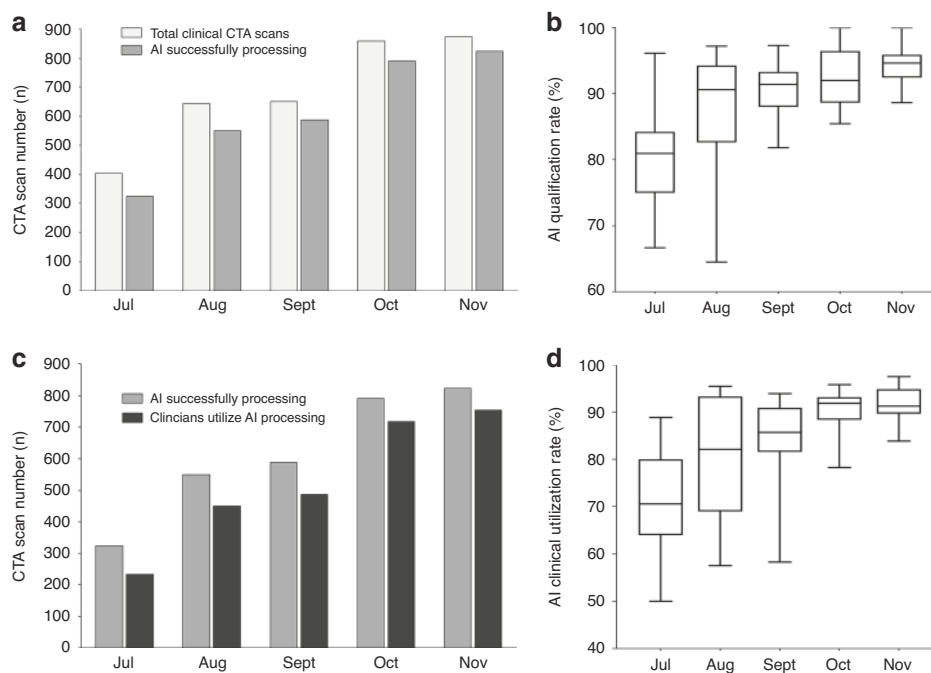 a
900
800
700
600
500
400
300
200
100
0
CTA scan number (n)
Total clinical CTA scans
AI successfully processing
Jul Aug Sept Oct Nov
b
100
90
80
70
60
AI qualification rate (%)
Jul Aug Sept Oct Nov
c
900
800
700
600
500
400
300
200
100
0
CTA scan number (n)
AI successfully processing
Clincians utilize AI processing
Jul Aug Sept Oct Nov
d
100
90
80
70
60
50
40
AI clinical utilization rate (%)
Jul Aug Sept Oct Nov